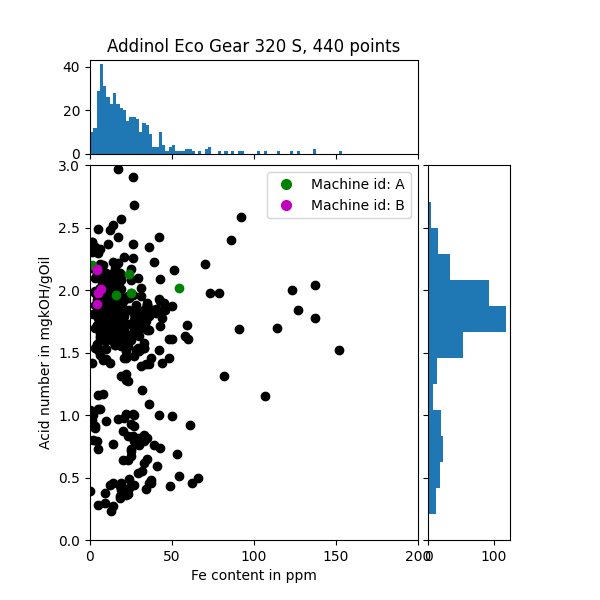 Addinol Eco Gear 320 S, 440 points
40
20
0
3.0
2.5
2.0
1.5
1.0
0.5
0.0
Acid number in mgkOH/gOil
Machine id: A
Machine id: B
0 50 100 150 200
0 100
Fe content in ppm